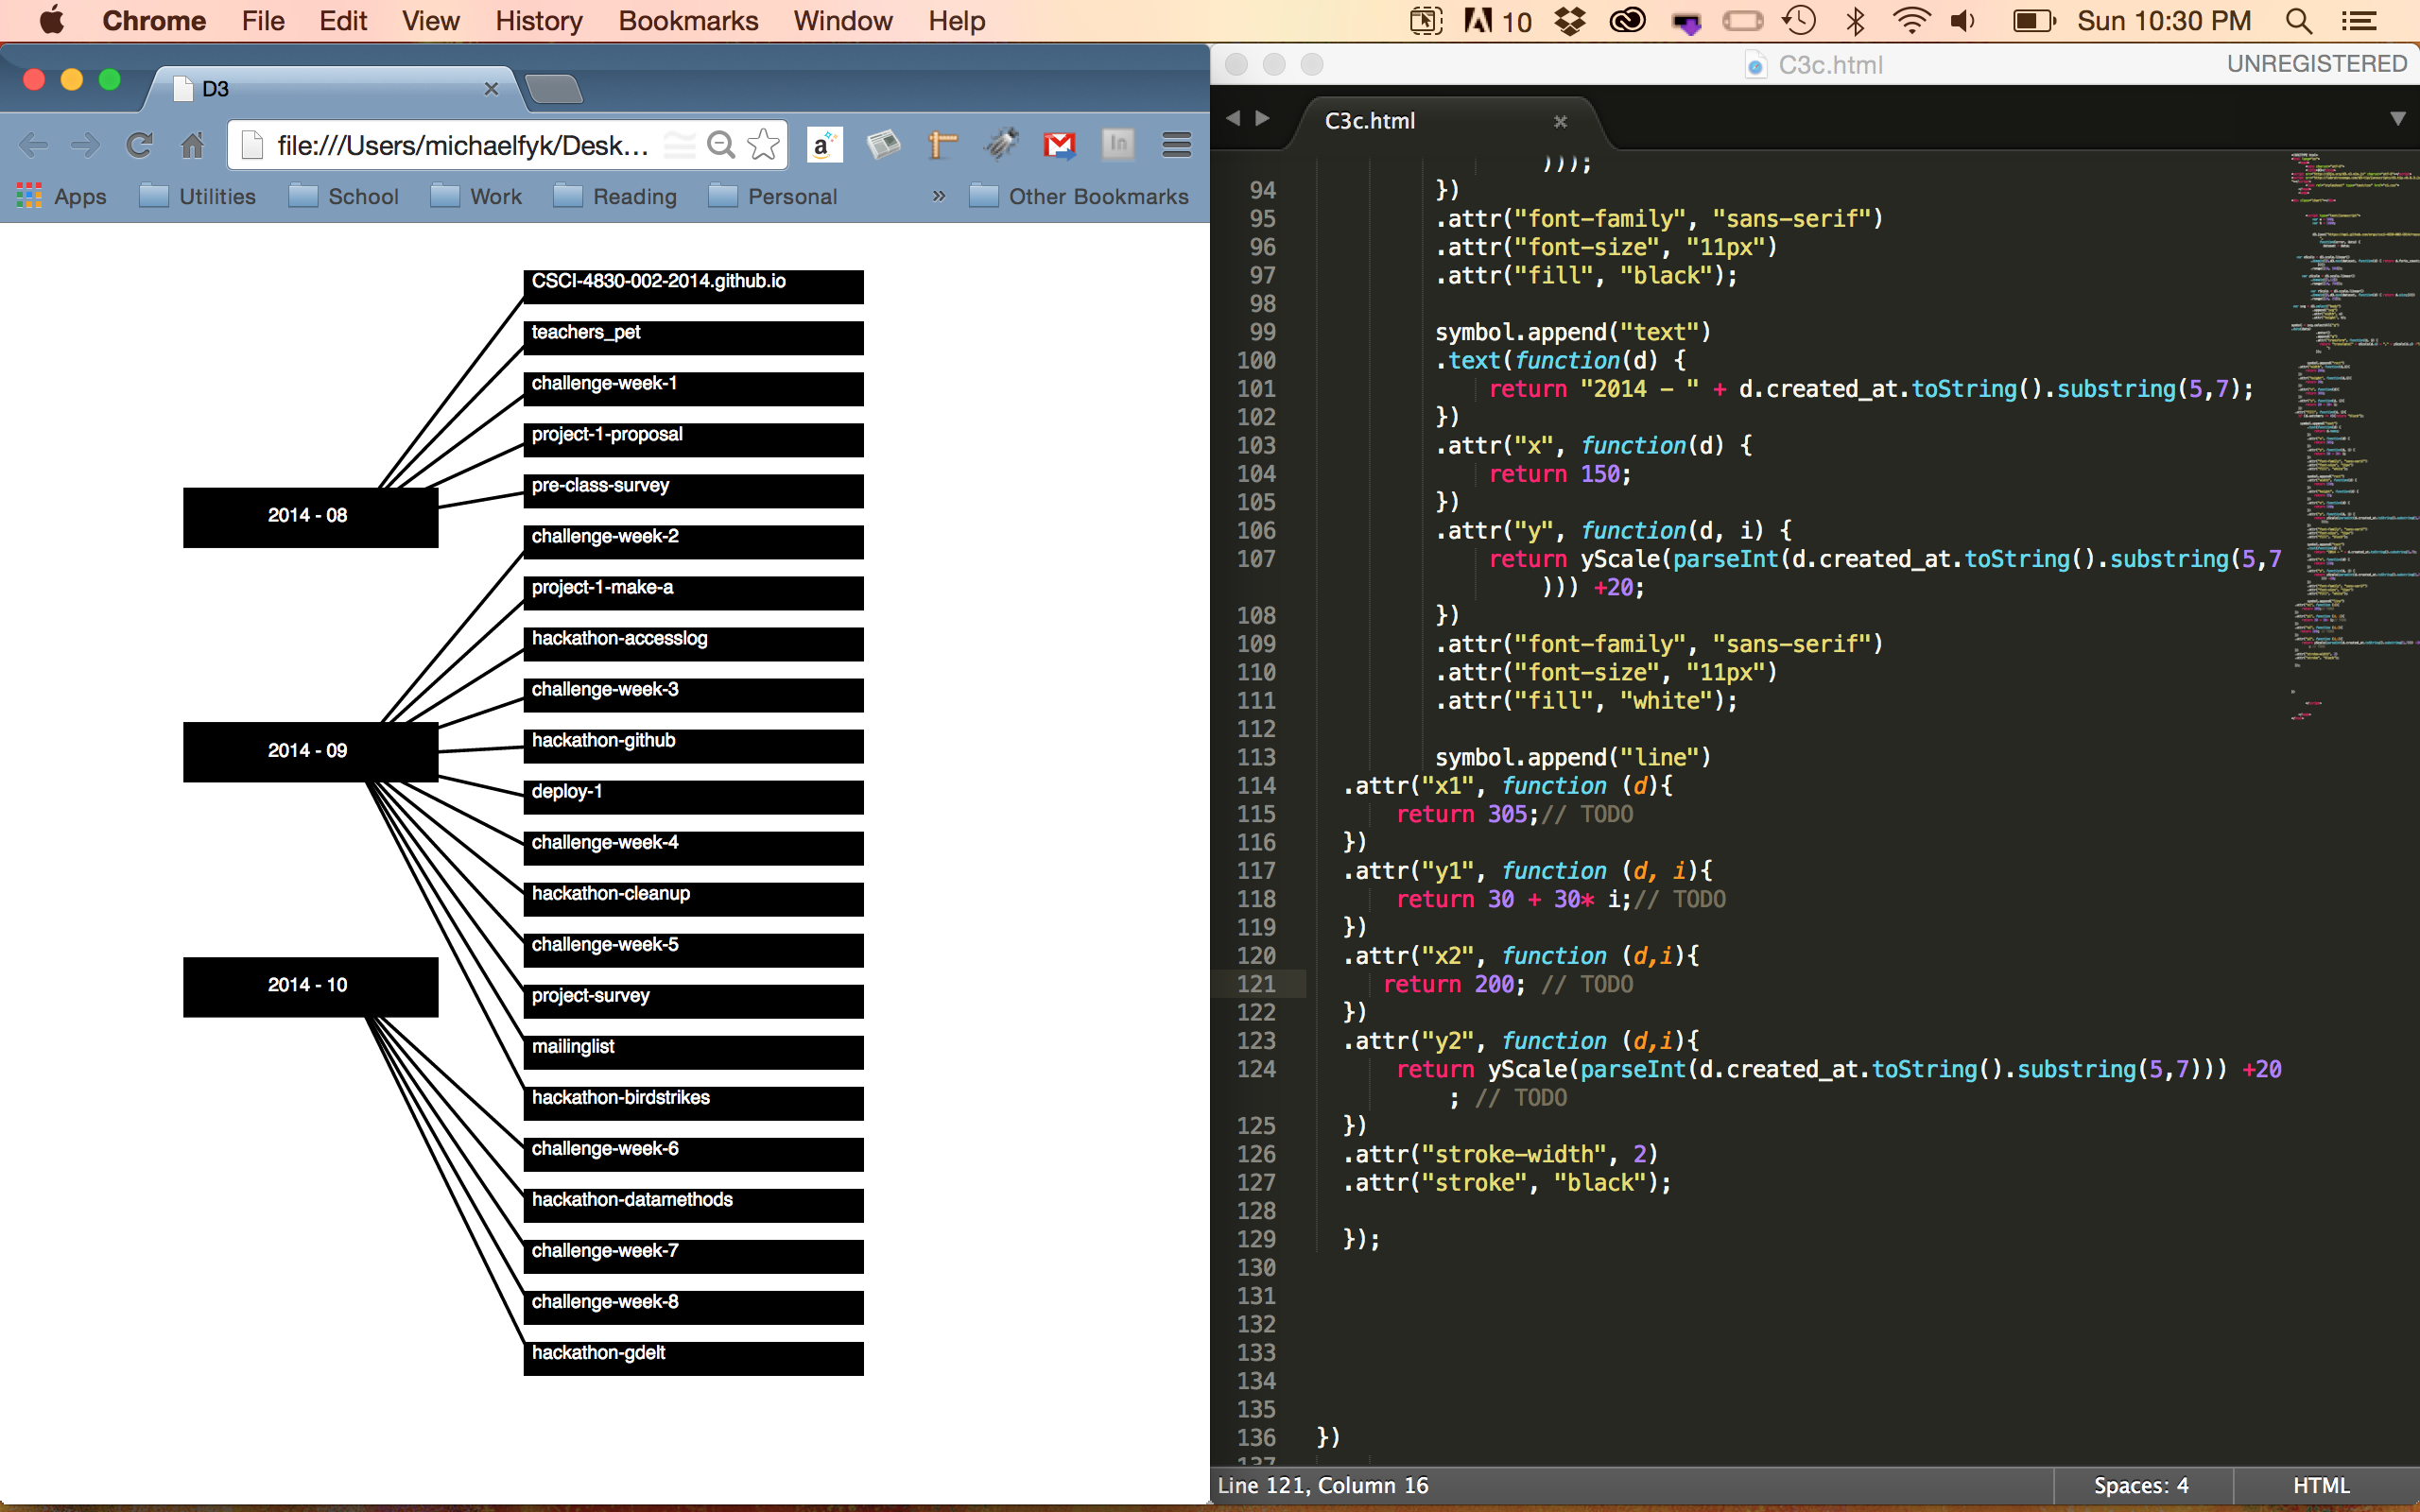 Chrome File Edit View History Bookmarks Window Help 10 Sun 10:30 PM
D3
file:///Users/michaelfyk/Desk... a In
Apps Utilities School Work Reading Personal » Other Bookmarks
CSCI-4830-002-2014.github.io
teachers_pet
challenge-week-1
project-1-proposal
pre-class-survey
2014 - 08
challenge-week-2
project-1-make-a
hackathon-accesslog
challenge-week-3
2014 - 09
hackathon-github
deploy-1
challenge-week-4
hackathon-cleanup
challenge-week-5
2014 - 10
project-survey
mailinglist
hackathon-birdstrikes
challenge-week-6
hackathon-datamethods
challenge-week-7
challenge-week-8
hackathon-gdelt
C3c.html UNREGISTERED
C3c.html
)));
94 })
95 .attr("font-family", "sans-serif")
96 .attr("font-size", "11px")
97 .attr("fill", "black");
98
99 symbol.append("text")
100 .text(function(d) {
101 return "2014 - " + d.created_at.toString().substring(5,7);
102 })
103 .attr("x", function(d) {
104 return 150;
105 })
106 .attr("y", function(d, i) {
107 return yScale(parseInt(d.created_at.toString().substring(5,7
))) +20;
108 })
109 .attr("font-family", "sans-serif")
110 .attr("font-size", "11px")
111 .attr("fill", "white");
112
113 symbol.append("line")
114 .attr("x1", function (d){
115 return 305;// TODO
116 })
117 .attr("y1", function (d, i){
118 return 30 + 30* i;// TODO
119 })
120 .attr("x2", function (d,i){
121 return 200; // TODO
122 })
123 .attr("y2", function (d,i){
124 return yScale(parseInt(d.created_at.toString().substring(5,7))) +20
; // TODO
125 })
126 .attr("stroke-width", 2)
127 .attr("stroke", "black");
128
129 });
130
131
132
133
134
135
136 })
137
Line 121, Column 16 Spaces: 4 HTML